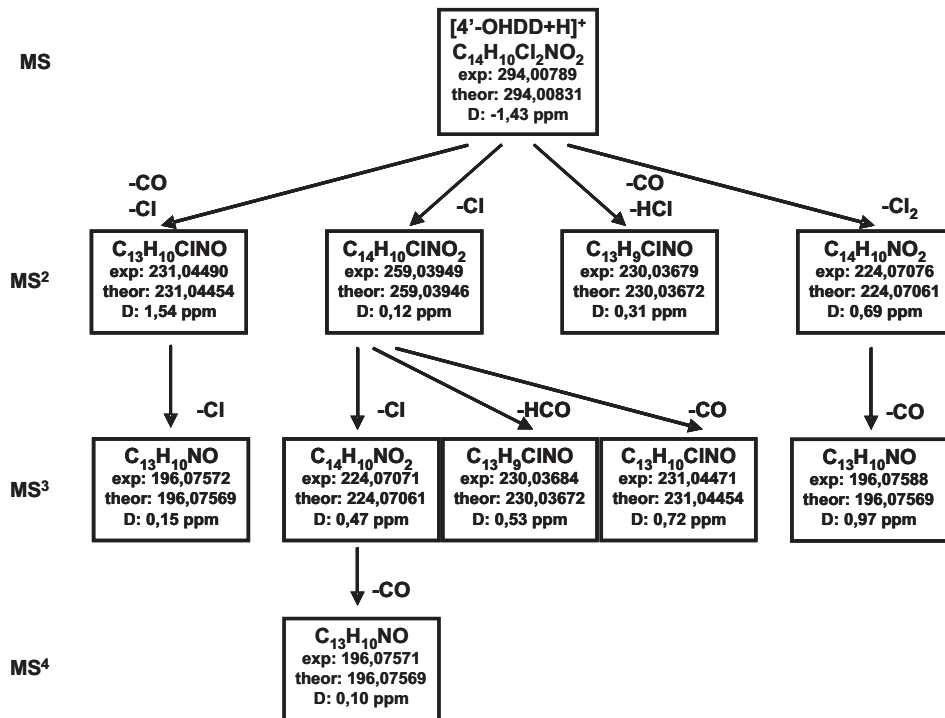 MS
[4’-OHDD+H]⁺
C₁₄H₁₀Cl₂NO₂
exp: 294,00789
theor: 294,00831
D: -1,43 ppm
-CO
-Cl
-Cl
-CO
-HCl
-Cl₂
MS²
C₁₃H₁₀ClNO
exp: 231,04490
theor: 231,04454
D: 1,54 ppm
C₁₄H₁₀ClNO₂
exp: 259,03949
theor: 259,03946
D: 0,12 ppm
C₁₃H₉ClNO
exp: 230,03679
theor: 230,03672
D: 0,31 ppm
C₁₄H₁₀NO₂
exp: 224,07076
theor: 224,07061
D: 0,69 ppm
-Cl
-Cl
-HCO
-CO
-CO
MS³
C₁₃H₁₀NO
exp: 196,07572
theor: 196,07569
D: 0,15 ppm
C₁₄H₁₀NO₂
exp: 224,07071
theor: 224,07061
D: 0,47 ppm
C₁₃H₉ClNO
exp: 230,03684
theor: 230,03672
D: 0,53 ppm
C₁₃H₁₀ClNO
exp: 231,04471
theor: 231,04454
D: 0,72 ppm
C₁₃H₁₀NO
exp: 196,07588
theor: 196,07569
D: 0,97 ppm
-CO
MS⁴
C₁₃H₁₀NO
exp: 196,07571
theor: 196,07569
D: 0,10 ppm